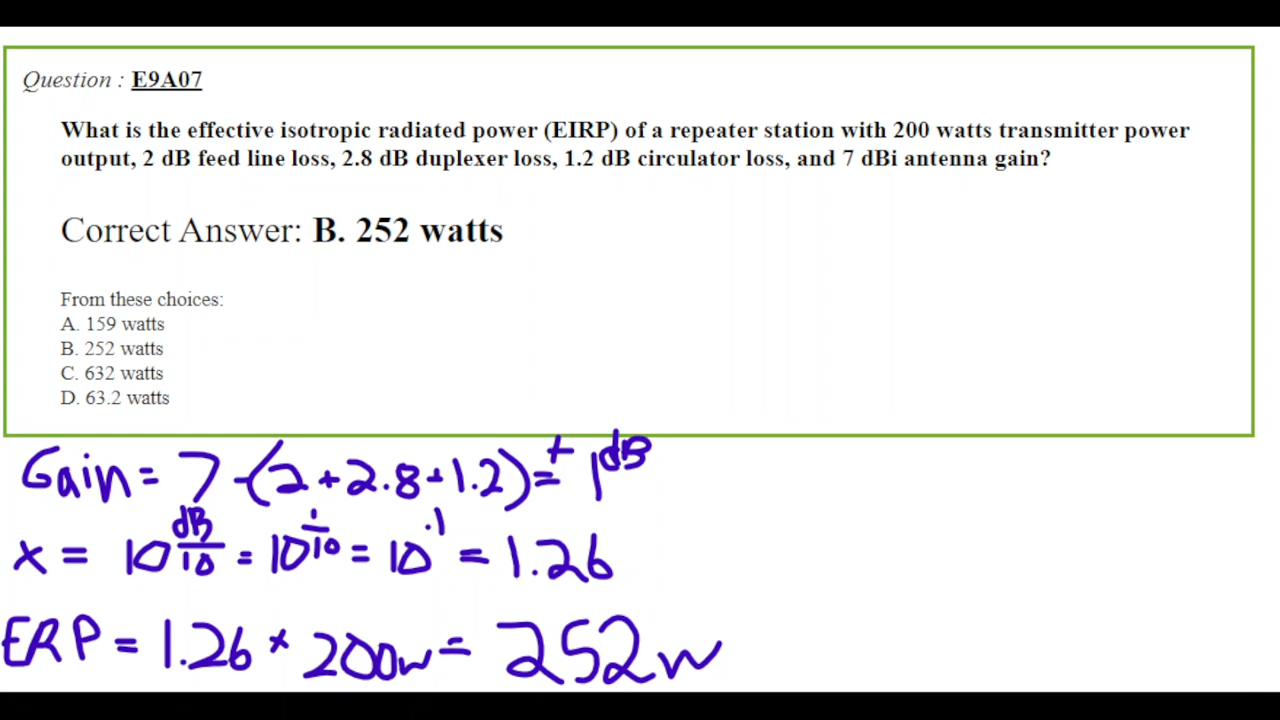 Question : E9A07
What is the effective isotropic radiated power (EIRP) of a repeater station with 200 watts transmitter power
output, 2 dB feed line loss, 2.8 dB duplexer loss, 1.2 dB circulator loss, and 7 dBi antenna gain?
Correct Answer: B. 252 watts
From these choices:
A. 159 watts
B. 252 watts
C. 632 watts
D. 63.2 watts
Gain = 7 -(2+2.8+1.2) = + 1 dB
x = 10^(dB/10) = 10^(1/10) = 10^.1 = 1.26
ERP = 1.26 * 200w = 252w